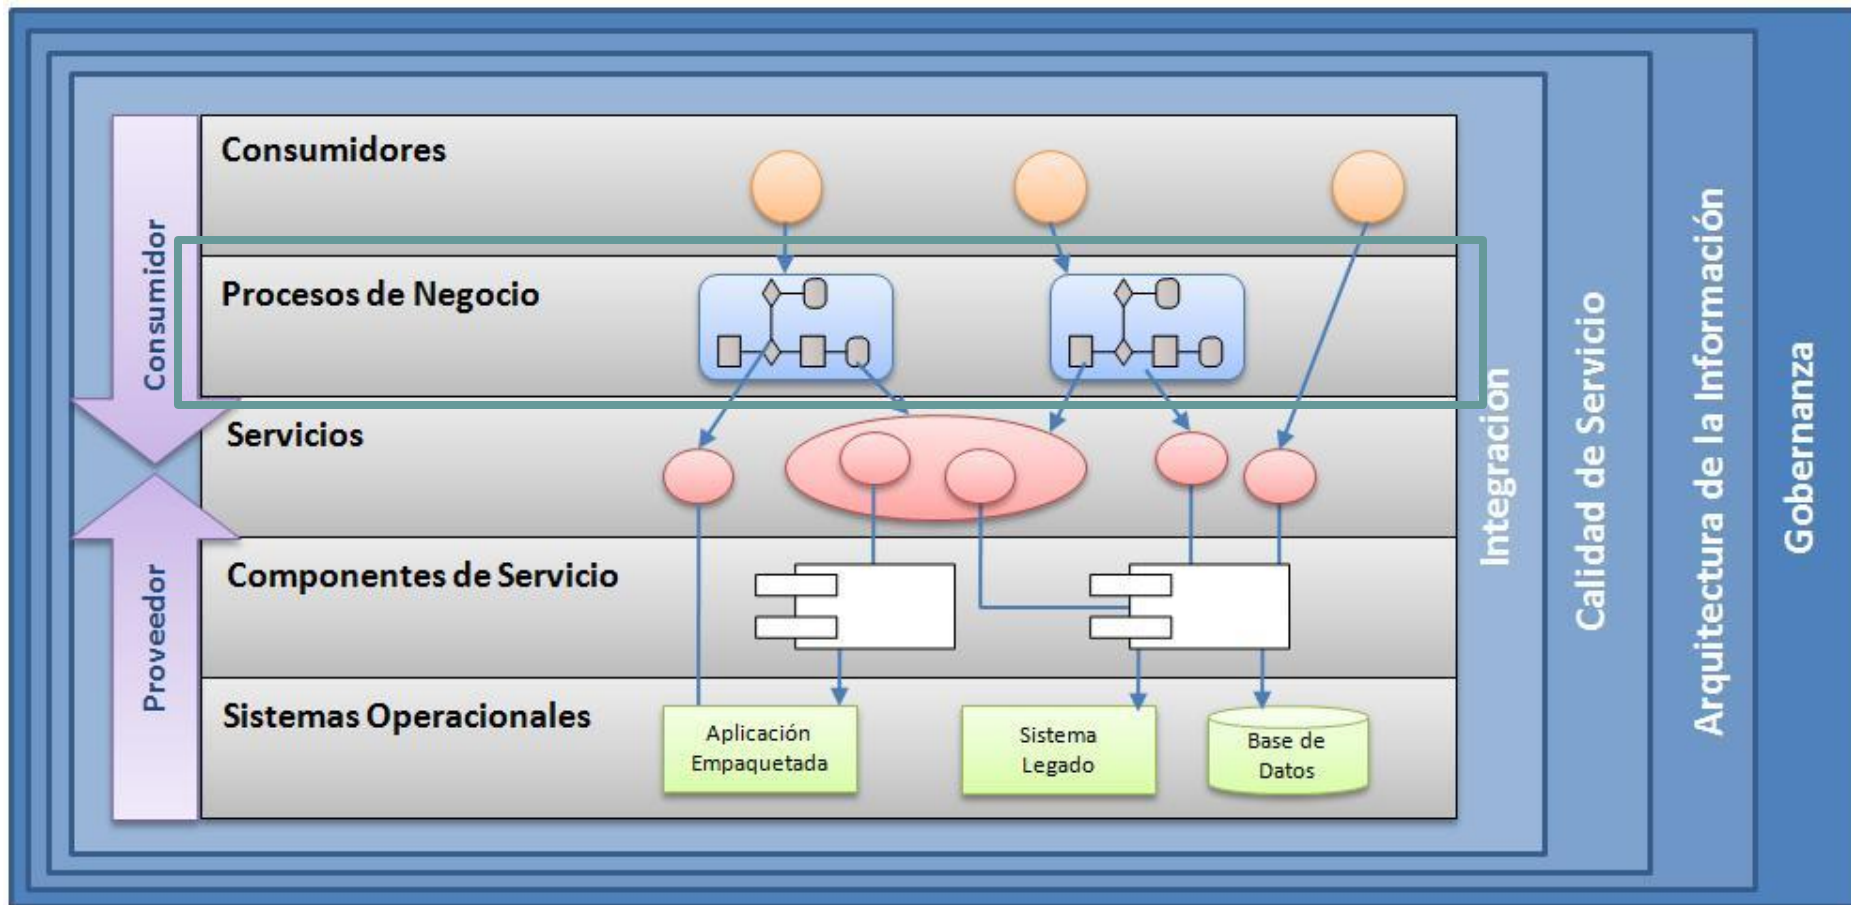 Consumidores
Procesos de Negocio
Servicios
Componentes de Servicio
Sistemas Operacionales
Aplicación
Empaquetada
Sistema
Legado
Base de
Datos
Consumidor
Proveedor
Integracion
Calidad de Servicio
Arquitectura de la Información
Gobernanza